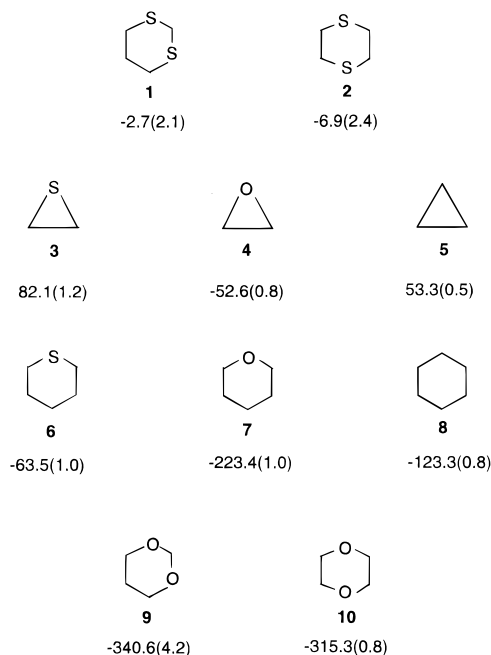 S
S
1
-2.7(2.1)
S
S
2
-6.9(2.4)
S
3
82.1(1.2)
O
4
-52.6(0.8)
5
53.3(0.5)
S
6
-63.5(1.0)
O
7
-223.4(1.0)
8
-123.3(0.8)
O
O
9
-340.6(4.2)
O
O
10
-315.3(0.8)